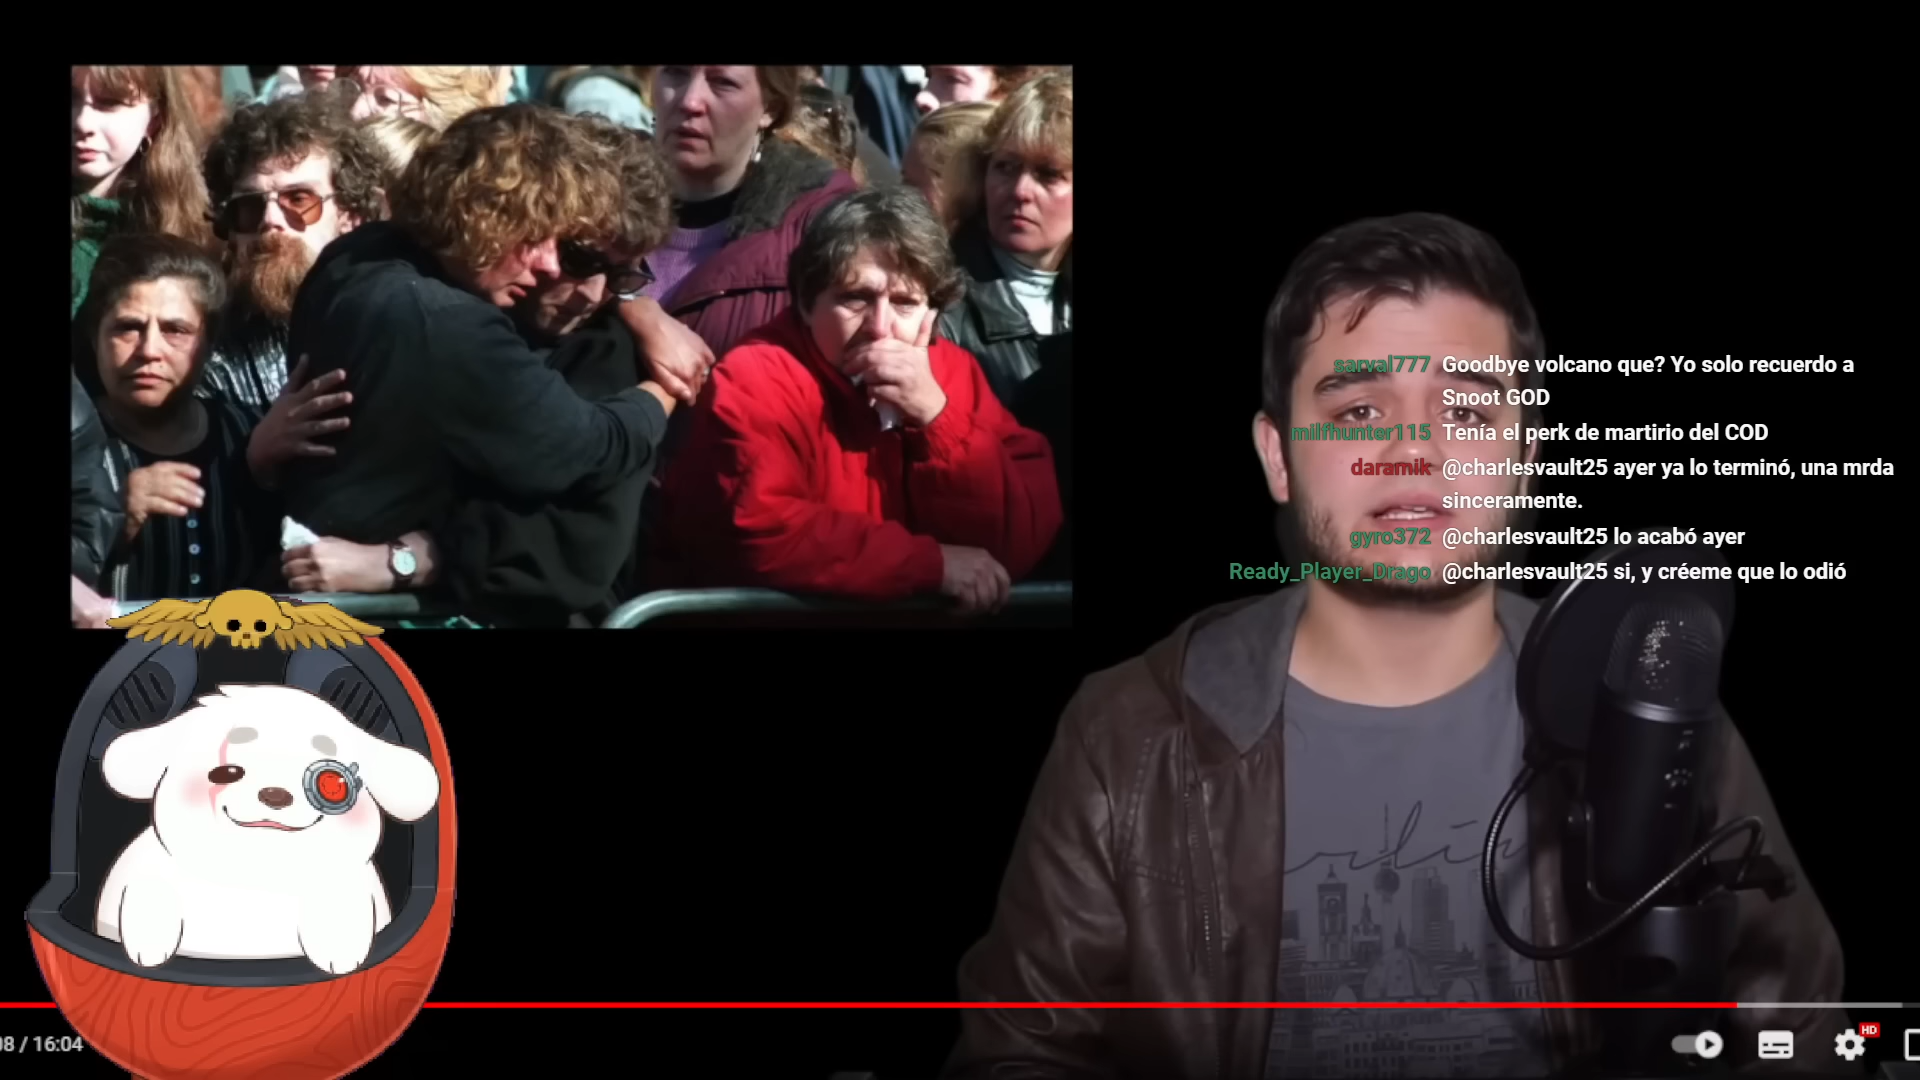 sarval777 Goodbye volcano que? Yo solo recuerdo a
Snoot GOD
milfhunter115 Tenía el perk de martirio del COD
daramik @charlesvault25 ayer ya lo terminó, una mrda
sinceramente.
gyro372 @charlesvault25 lo acabó ayer
Ready_Player_Drago @charlesvault25 si, y créeme que lo odió
08 / 16:04
HD